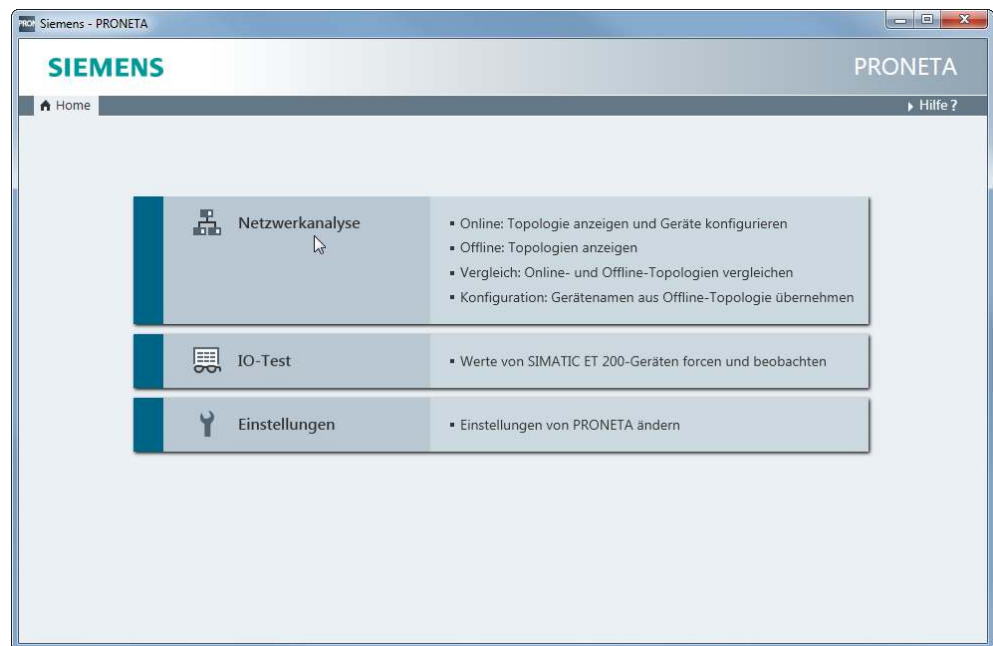 Siemens - PRONETA
SIEMENS
PRONETA
Home
Hilfe ?
Netzwerkanalyse
▪ Online: Topologie anzeigen und Geräte konfigurieren
▪ Offline: Topologien anzeigen
▪ Vergleich: Online- und Offline-Topologien vergleichen
▪ Konfiguration: Gerätenamen aus Offline-Topologie übernehmen
IO-Test
▪ Werte von SIMATIC ET 200-Geräten forcen und beobachten
Einstellungen
▪ Einstellungen von PRONETA ändern